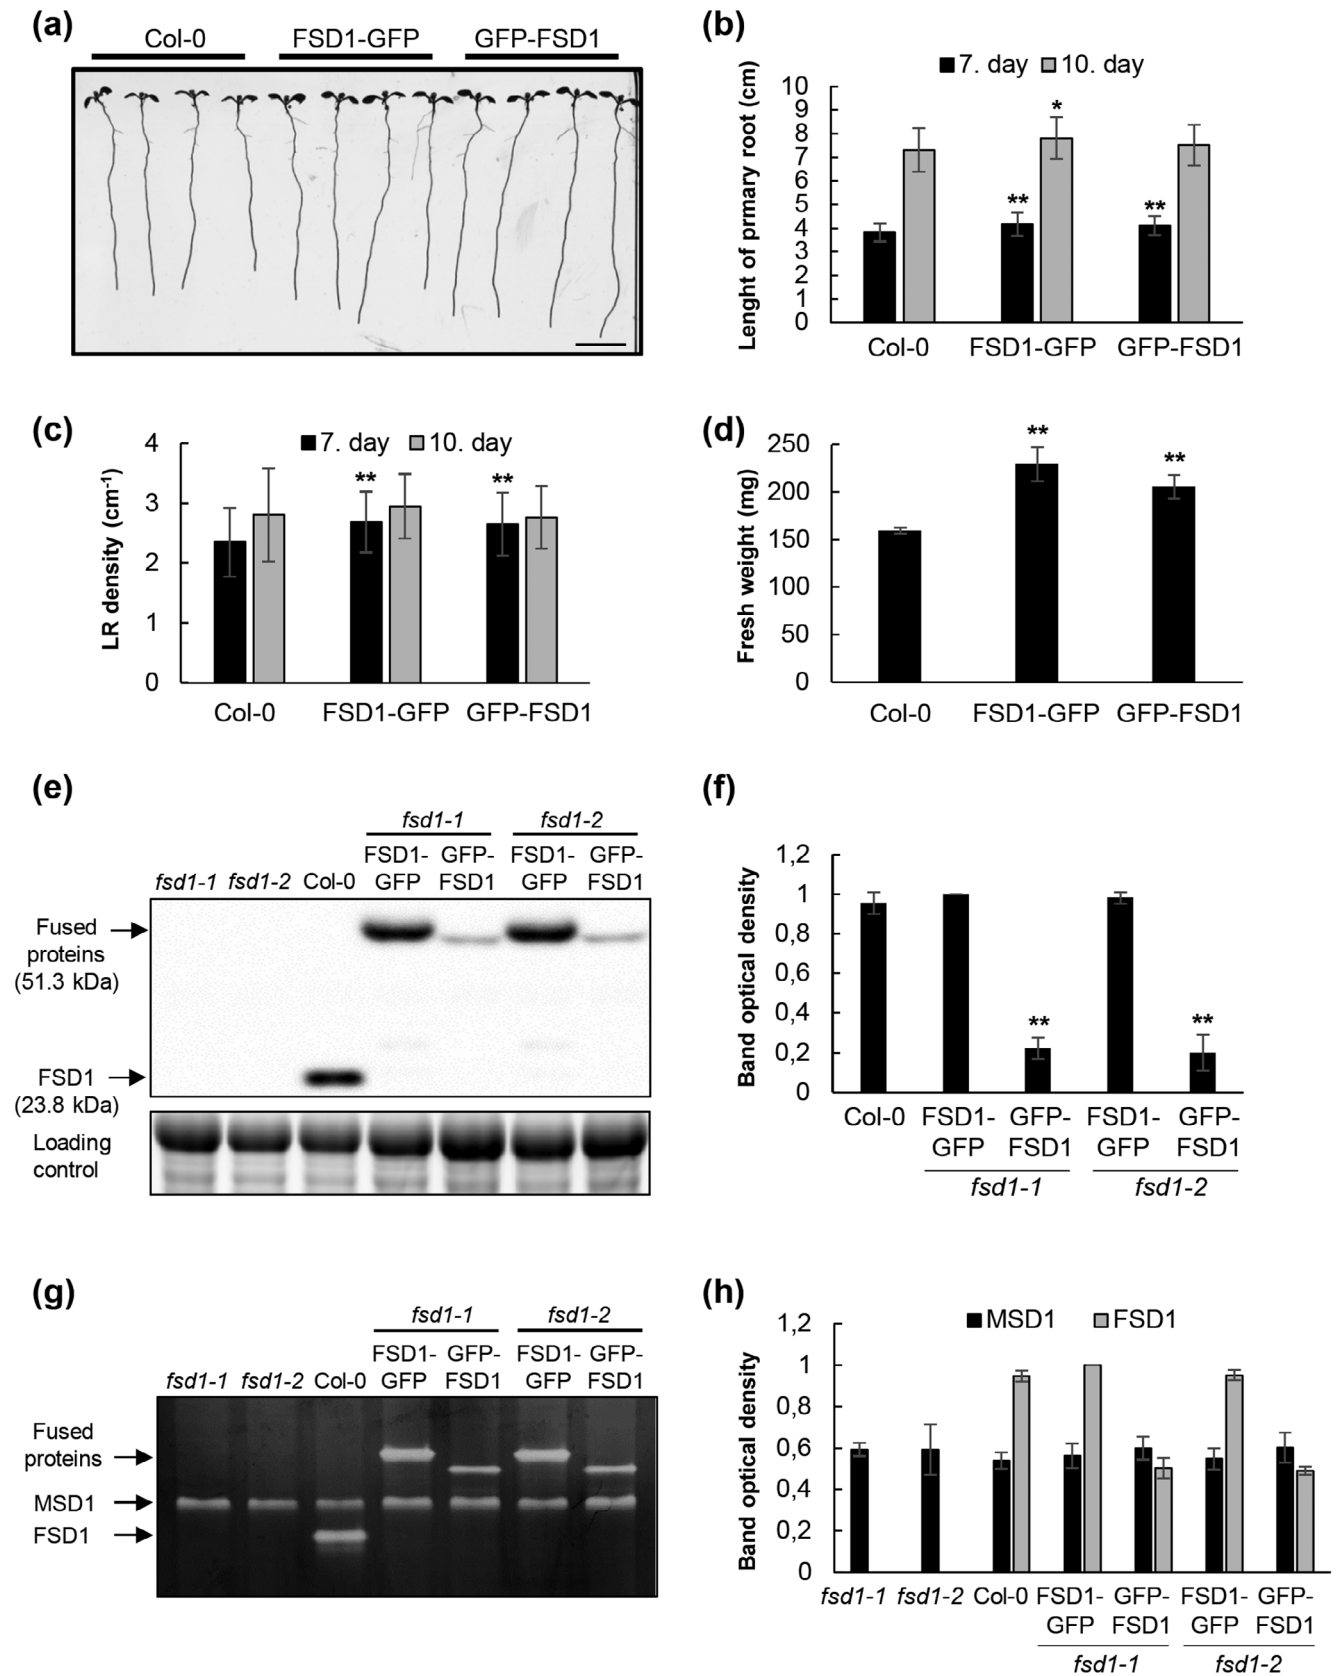 (a)
Col-0 FSD1-GFP GFP-FSD1
(b)
7. day 10. day
Lenght of prmary root (cm)
10
9
8
7
6
5
4
3
2
1
0
*
**
**
Col-0 FSD1-GFP GFP-FSD1
(c)
7. day 10. day
LR density (cm-1)
4
3
2
1
0
** **
Col-0 FSD1-GFP GFP-FSD1
(d)
Fresh weight (mg)
250
200
150
100
50
0
**
**
Col-0 FSD1-GFP GFP-FSD1
(e)
fsd1-1 fsd1-2
FSD1- GFP- FSD1- GFP-
fsd1-1 fsd1-2 Col-0 GFP FSD1 GFP FSD1
Fused
proteins
(51.3 kDa)
FSD1
(23.8 kDa)
Loading
control
(f)
Band optical density
1,2
1
0,8
0,6
0,4
0,2
0
** **
Col-0 FSD1- GFP- FSD1- GFP-
GFP FSD1 GFP FSD1
fsd1-1 fsd1-2
(g)
fsd1-1 fsd1-2
FSD1- GFP- FSD1- GFP-
fsd1-1 fsd1-2 Col-0 GFP FSD1 GFP FSD1
Fused
proteins
MSD1
FSD1
(h)
MSD1 FSD1
Band optical density
1,2
1
0,8
0,6
0,4
0,2
0
fsd1-1 fsd1-2 Col-0 FSD1- GFP- FSD1- GFP-
GFP FSD1 GFP FSD1
fsd1-1 fsd1-2